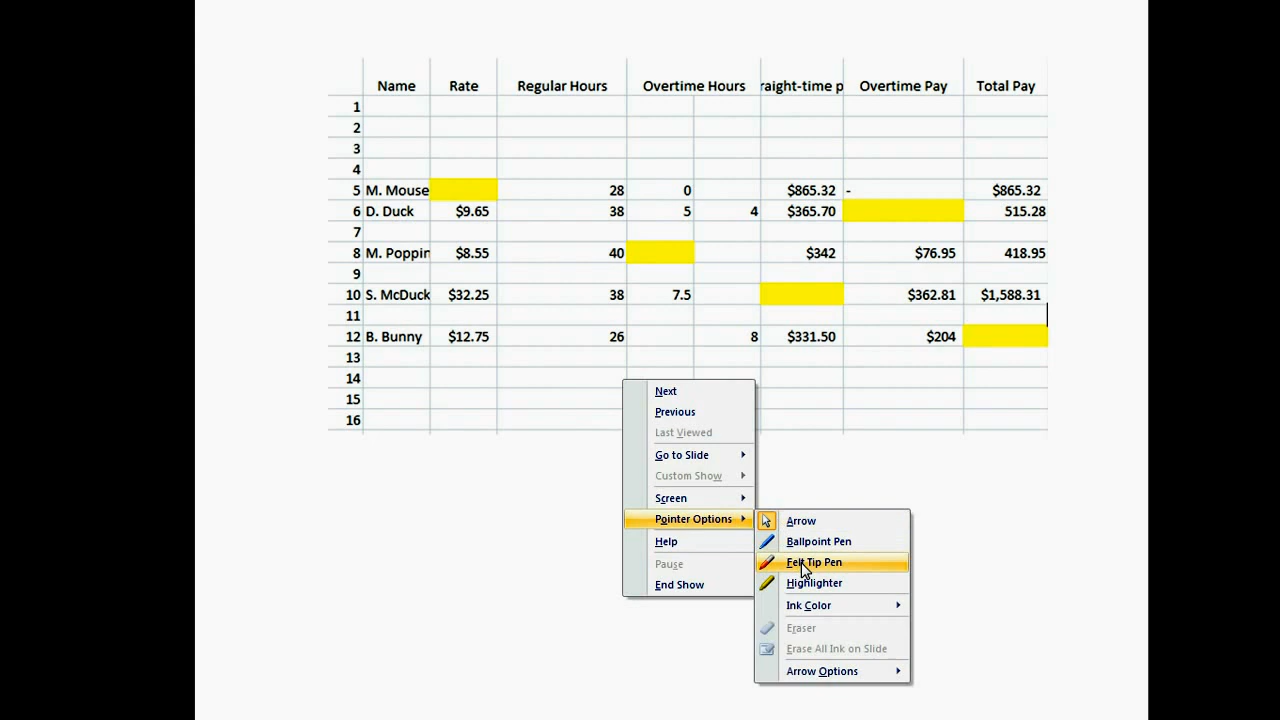 Name Rate Regular Hours Overtime Hours raight-time p Overtime Pay Total Pay
1
2
3
4
5 M. Mouse 28 0 $865.32 - $865.32
6 D. Duck $9.65 38 5 4 $365.70 515.28
7
8 M. Poppin $8.55 40 $342 $76.95 418.95
9
10 S. McDuck $32.25 38 7.5 $362.81 $1,588.31
11
12 B. Bunny $12.75 26 8 $331.50 $204
13
14
15
16
Next
Previous
Last Viewed
Go to Slide
Custom Show
Screen
Pointer Options
Help
Pause
End Show
Arrow
Ballpoint Pen
Felt Tip Pen
Highlighter
Ink Color
Eraser
Erase All Ink on Slide
Arrow Options